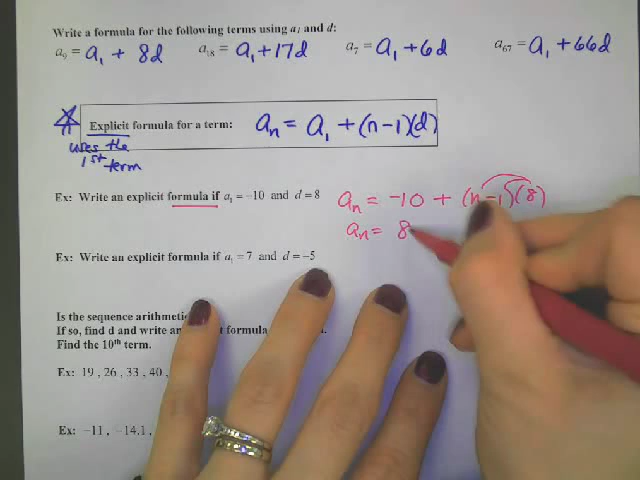 Write a formula for the following terms using a₁ and d:
a₉ = a₁ + 8d a₁₈ = a₁ + 17d a₇ = a₁ + 6d a₆₇ = a₁ + 66d
Explicit formula for a term: aₙ = a₁ + (n-1)(d)
uses the
1st term
Ex: Write an explicit formula if a₁ = −10 and d = 8 aₙ = -10 + (n-1)(8)
aₙ = 8
Ex: Write an explicit formula if a₁ = 7 and d = −5
Is the sequence arithmetic
If so, find d and write an formula
Find the 10th term.
Ex: 19 , 26 , 33 , 40 ,
Ex: −11 , −14,1